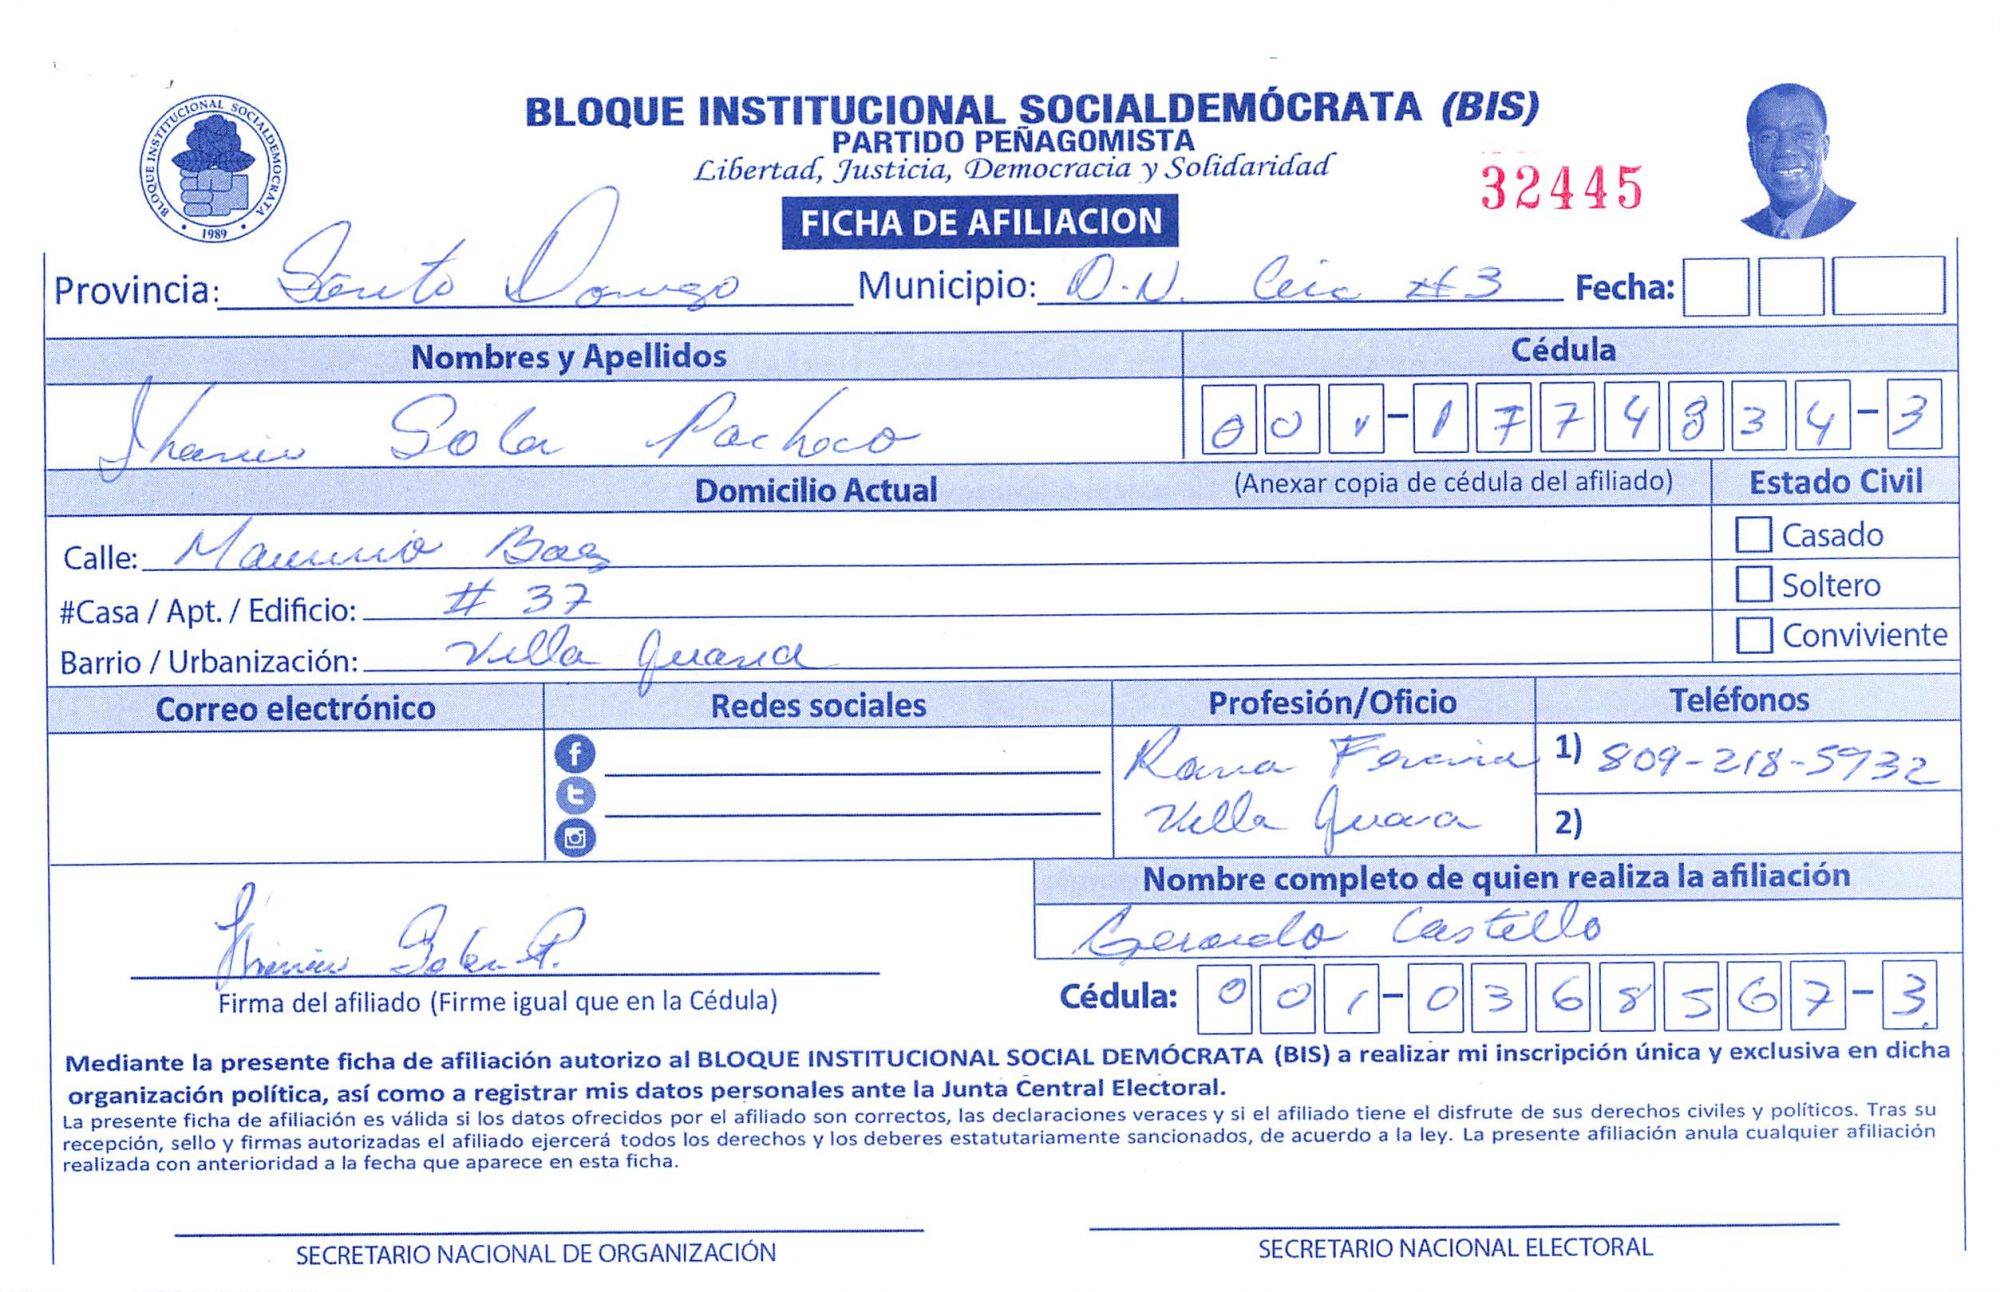 BLOQUE INSTITUCIONAL SOCIALDEMOCRATA
1989
BLOQUE INSTITUCIONAL SOCIALDEMÓCRATA (BIS)
PARTIDO PEÑAGOMISTA
Libertad, Justicia, Democracia y Solidaridad
32445
FICHA DE AFILIACION
Provincia: Santo Domingo Municipio: D.N. #3 Fecha:
Nombres y Apellidos Cédula
Soler Pacheco 001-1774834-3
Domicilio Actual (Anexar copia de cédula del afiliado) Estado Civil
Calle: Mauricio Baez Casado
#Casa / Apt. / Edificio: # 37 Soltero
Barrio / Urbanización: Villa Juana Conviviente
Correo electrónico Redes sociales Profesión/Oficio Teléfonos
1) 809-218-5932
Villa Juana 2)
Nombre completo de quien realiza la afiliación
Soler P. Gerardo Castillo
Firma del afiliado (Firme igual que en la Cédula) Cédula: 001-0368567-3
Mediante la presente ficha de afiliación autorizo al BLOQUE INSTITUCIONAL SOCIAL DEMÓCRATA (BIS) a realizar mi inscripción única y exclusiva en dicha
organización política, así como a registrar mis datos personales ante la Junta Central Electoral.
La presente ficha de afiliación es válida si los datos ofrecidos por el afiliado son correctos, las declaraciones veraces y si el afiliado tiene el disfrute de sus derechos civiles y políticos. Tras su
recepción, sello y firmas autorizadas el afiliado ejercerá todos los derechos y los deberes estatutariamente sancionados, de acuerdo a la ley. La presente afiliación anula cualquier afiliación
realizada con anterioridad a la fecha que aparece en esta ficha.
SECRETARIO NACIONAL DE ORGANIZACIÓN SECRETARIO NACIONAL ELECTORAL